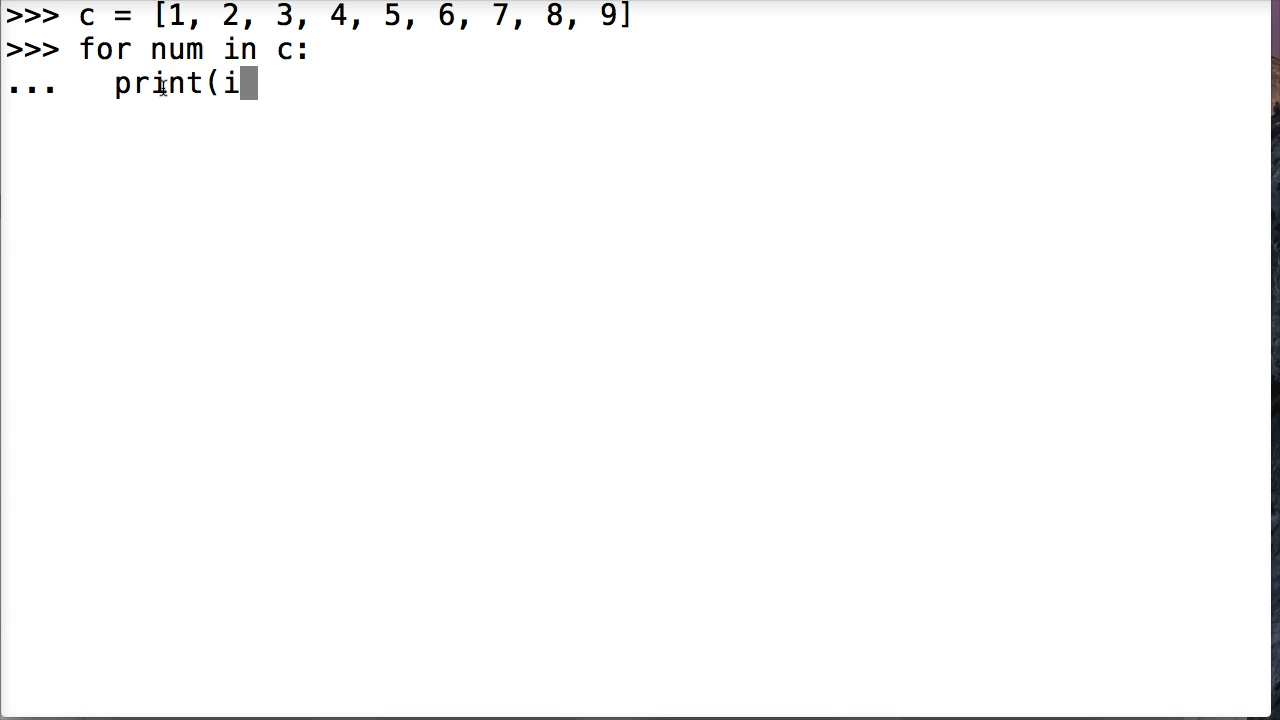 >>> c = [1, 2, 3, 4, 5, 6, 7, 8, 9]
>>> for num in c:
...   print(i